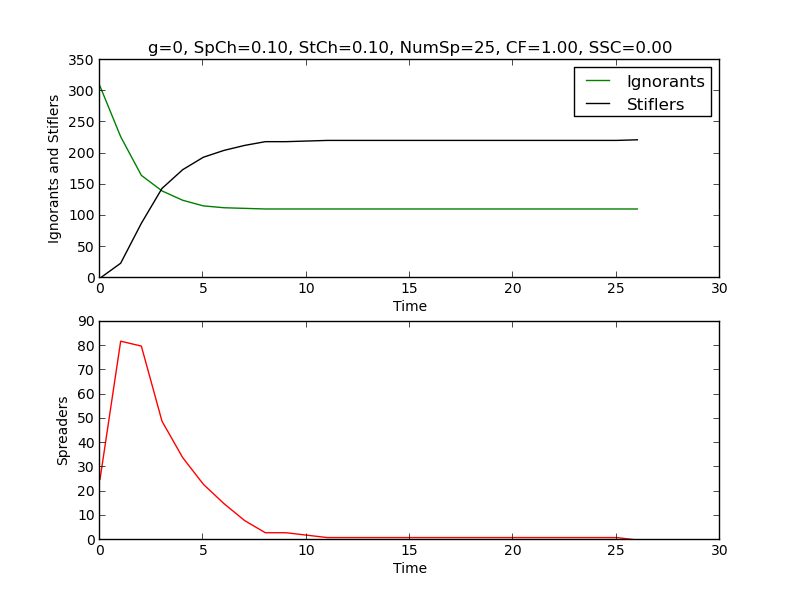 g=0, SpCh=0.10, StCh=0.10, NumSp=25, CF=1.00, SSC=0.00
350
300
250
200
150
100
50
0
Ignorants and Stiflers
Ignorants
Stiflers
0 5 10 15 20 25 30
Time
90
80
70
60
50
40
30
20
10
0
Spreaders
0 5 10 15 20 25 30
Time